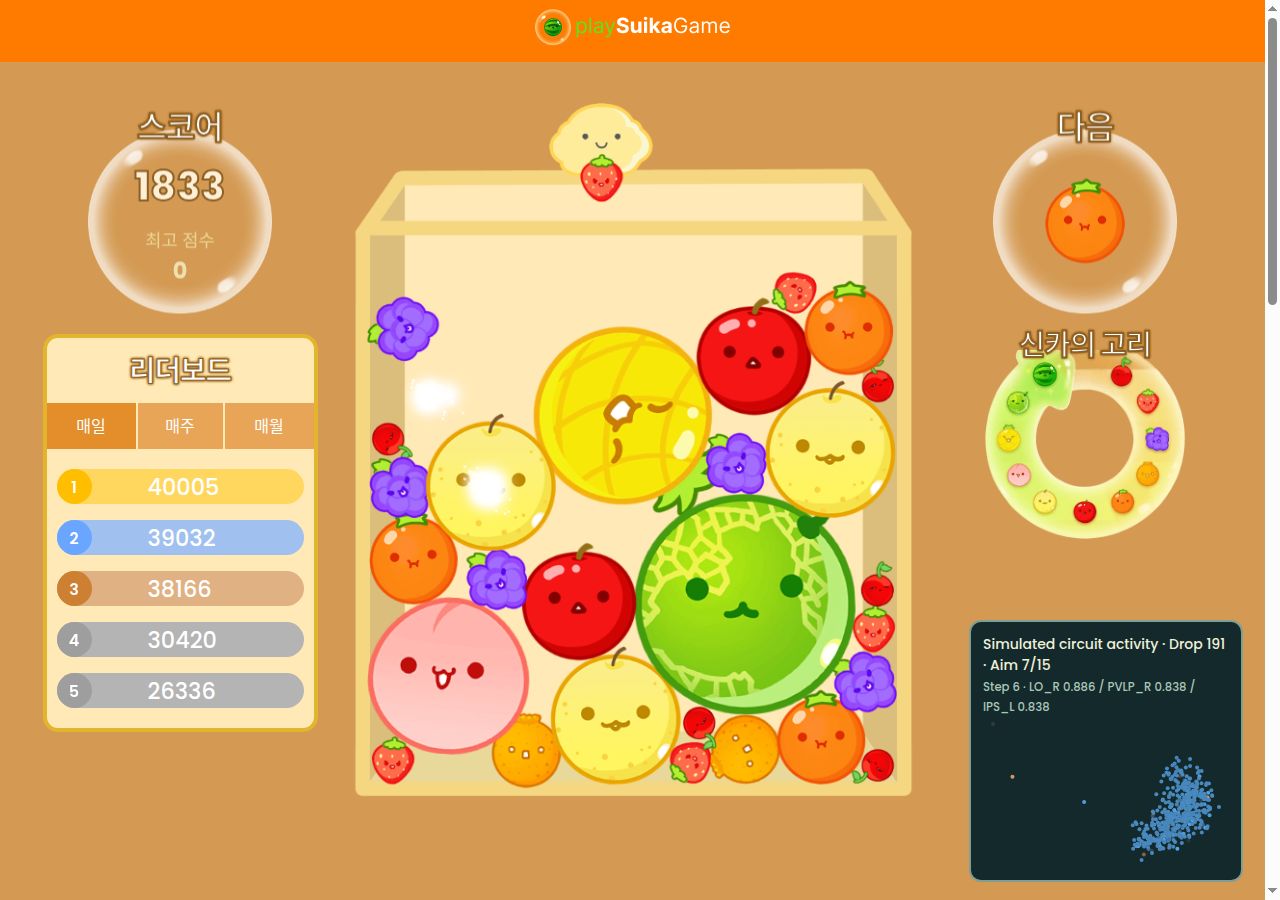 playSuikaGame
스코어
1833
최고 점수
0
다음
신카의 고리
리더보드
매일
매주
매월
1
40005
2
39032
3
38166
4
30420
5
26336
Simulated circuit activity · Drop 191
· Aim 7/15
Step 6 · LO_R 0.886 / PVLP_R 0.838 /
IPS_L 0.838